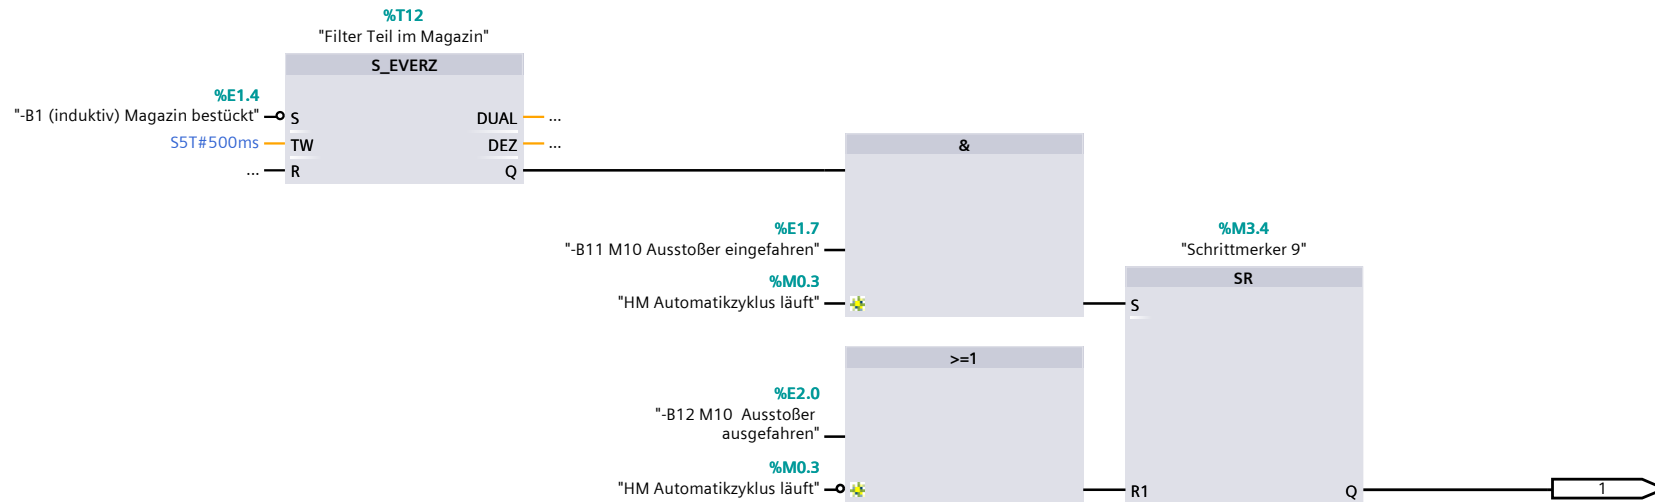 %T12
"Filter Teil im Magazin"
S_EVERZ
%E1.4
"-B1 (induktiv) Magazin bestückt"
S
DUAL
...
S5T#500ms
TW
DEZ
...
...
R
Q
&
%E1.7
"-B11 M10 Ausstoßer eingefahren"
%M0.3
"HM Automatikzyklus läuft"
%M3.4
"Schrittmerker 9"
SR
S
>=1
%E2.0
"-B12 M10 Ausstoßer
ausgefahren"
%M0.3
"HM Automatikzyklus läuft"
R1
Q
1